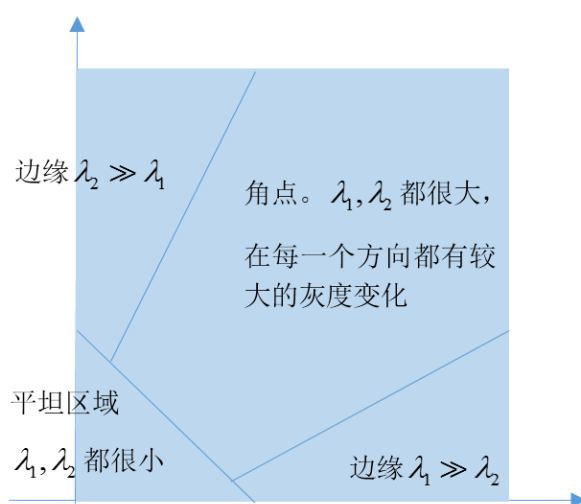 边缘 λ₂ ≫ λ₁
角点。 λ₁, λ₂ 都很大，
在每一个方向都有较
大的灰度变化
平坦区域
λ₁, λ₂ 都很小
边缘 λ₁ ≫ λ₂